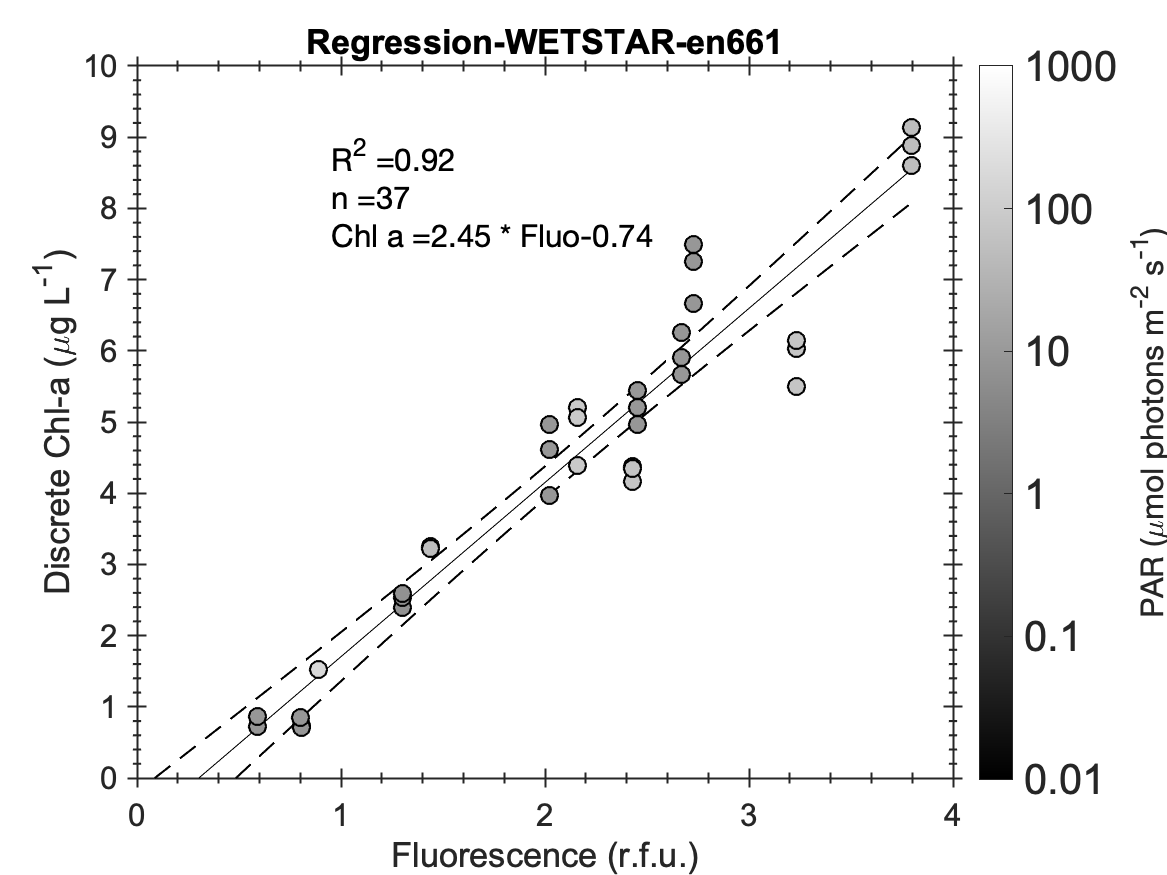 Regression-WETSTAR-en661
R² =0.92
n =37
Chl a =2.45 * Fluo-0.74
Discrete Chl-a (μg L⁻¹)
10
9
8
7
6
5
4
3
2
1
0
0 1 2 3 4
Fluorescence (r.f.u.)
1000
100
10
1
0.1
0.01
PAR (μmol photons m⁻² s⁻¹)